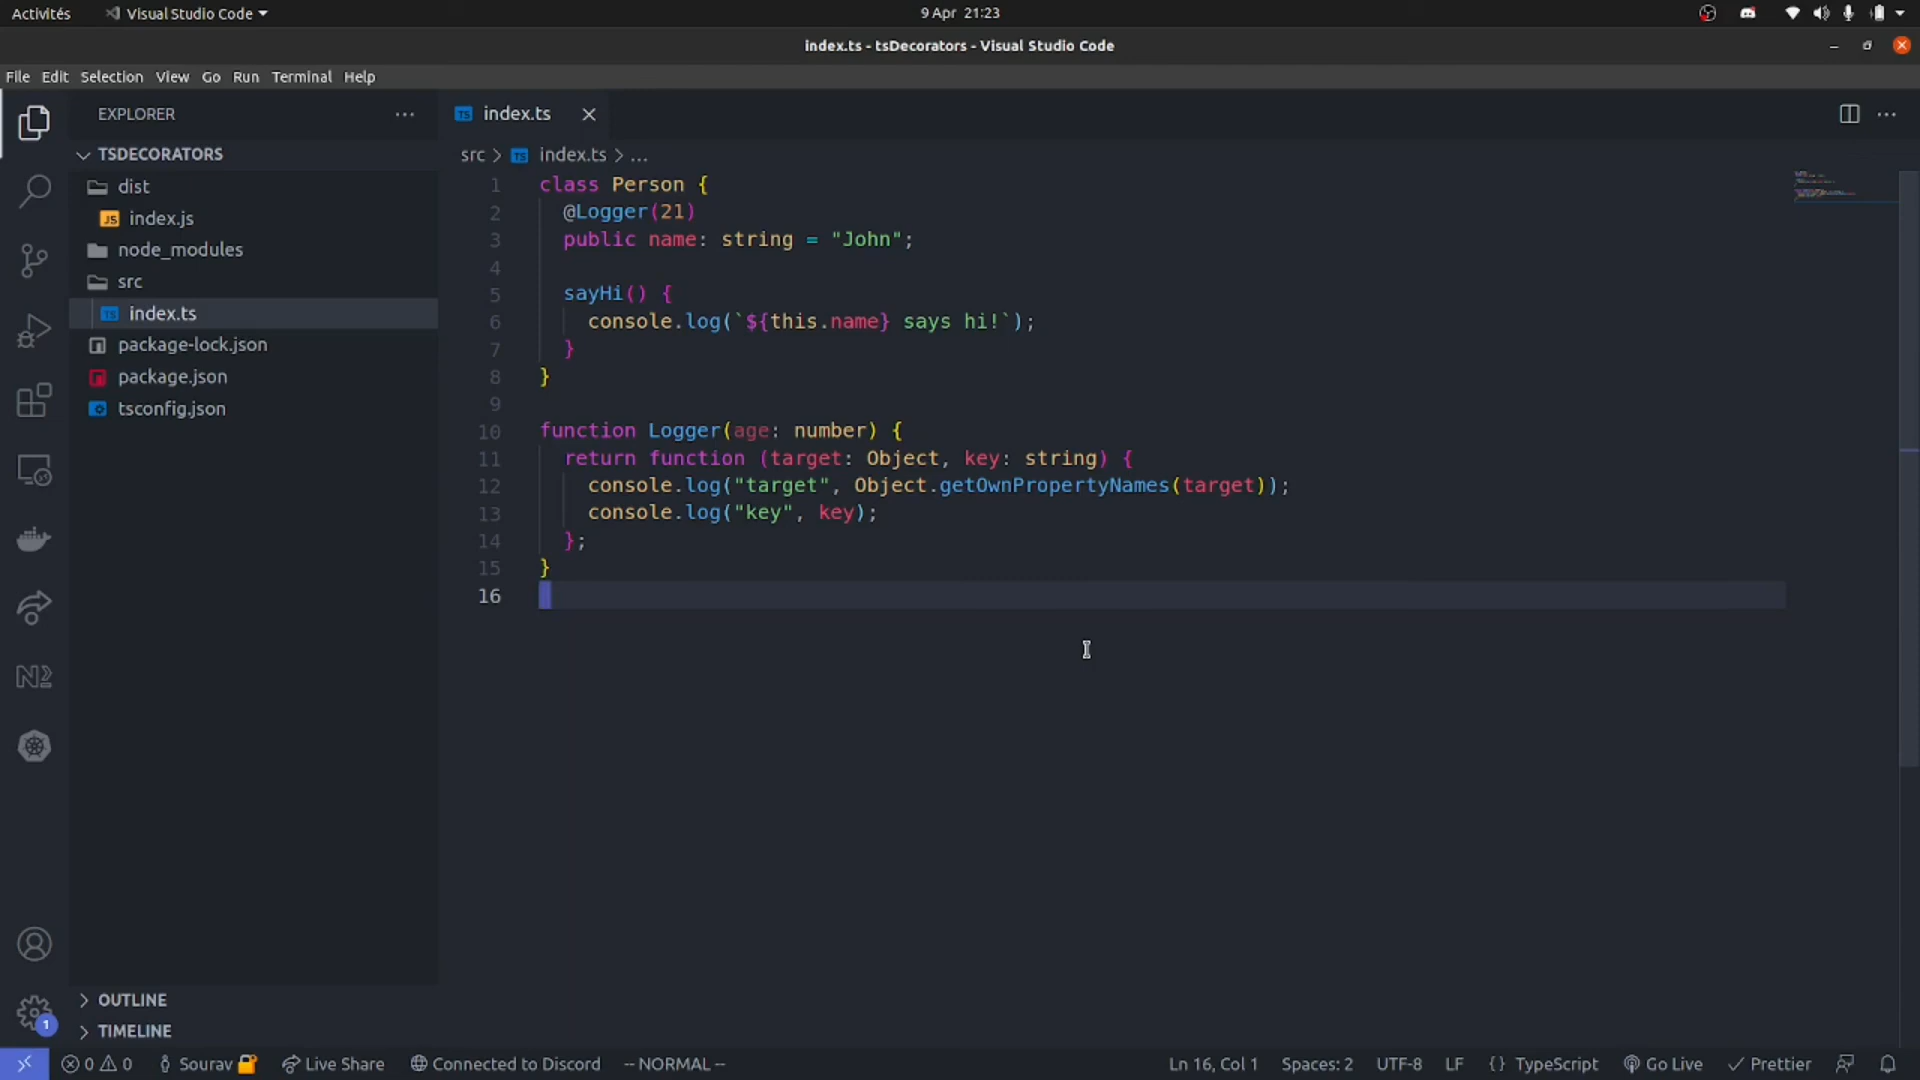 Activités
Visual Studio Code
9 Apr 21:23
index.ts - tsDecorators - Visual Studio Code
File Edit Selection View Go Run Terminal Help
EXPLORER
TSDECORATORS
dist
JS index.js
node_modules
src
TS index.ts
package-lock.json
package.json
tsconfig.json
OUTLINE
TIMELINE
TS index.ts
src > TS index.ts > ...
1 class Person {
2 @Logger(21)
3 public name: string = "John";
4
5 sayHi() {
6 console.log(`${this.name} says hi!`);
7 }
8 }
9
10 function Logger(age: number) {
11 return function (target: Object, key: string) {
12 console.log("target", Object.getOwnPropertyNames(target));
13 console.log("key", key);
14 };
15 }
16
1
0 0 Sourav Live Share Connected to Discord -- NORMAL -- Ln 16, Col 1 Spaces: 2 UTF-8 LF {} TypeScript Go Live Prettier